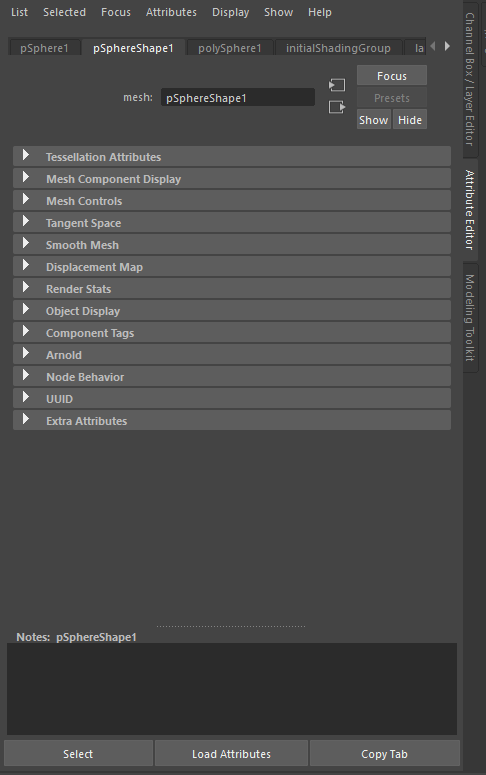 List Selected Focus Attributes Display Show Help
pSphere1 pSphereShape1 polySphere1 initialShadingGroup la
Focus
mesh: pSphereShape1
Presets
Show Hide
Tessellation Attributes
Mesh Component Display
Mesh Controls
Tangent Space
Smooth Mesh
Displacement Map
Render Stats
Object Display
Component Tags
Arnold
Node Behavior
UUID
Extra Attributes
Notes: pSphereShape1
Select Load Attributes Copy Tab
Channel Box / Layer Editor
Attribute Editor
Modeling Toolkit